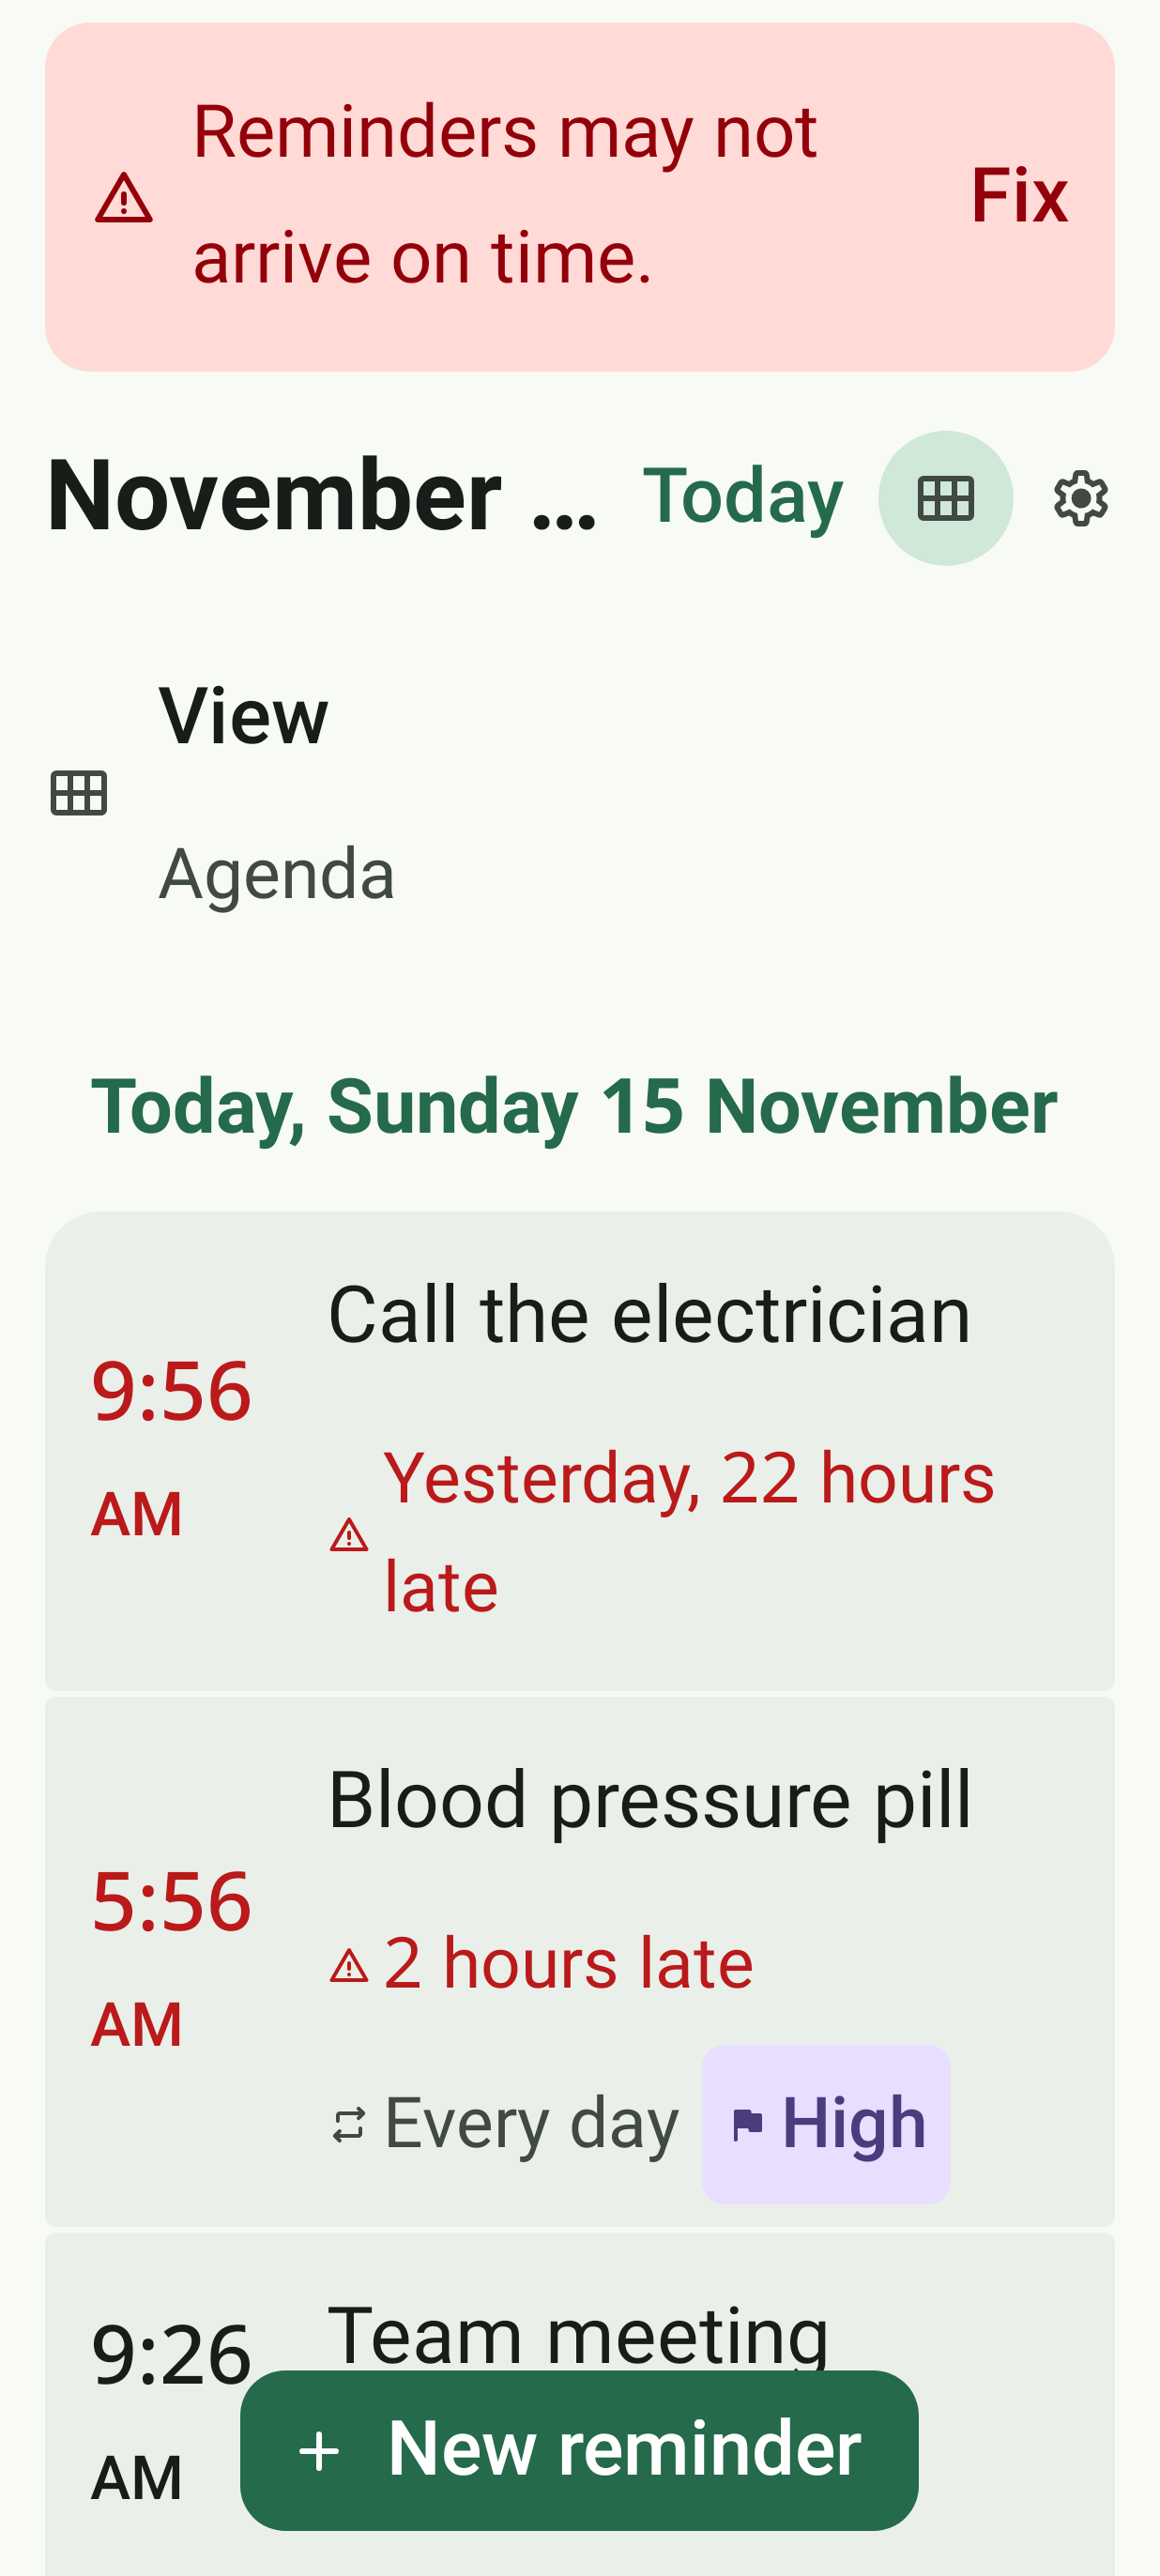 Reminders may not
arrive on time.
Fix
November ...
Today
View
Agenda
Today, Sunday 15 November
9:56
AM
Call the electrician
Yesterday, 22 hours
late
5:56
AM
Blood pressure pill
2 hours late
Every day
High
9:26
AM
Team meeting
New reminder